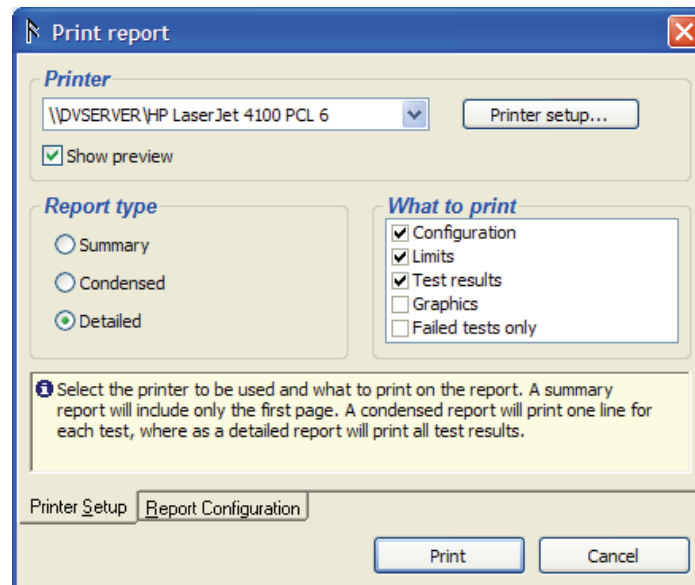 Print report
Printer
\\DVSERVER\HP LaserJet 4100 PCL 6
Printer setup...
Show preview
Report type
Summary
Condensed
Detailed
What to print
Configuration
Limits
Test results
Graphics
Failed tests only
Select the printer to be used and what to print on the report. A summary
report will include only the first page. A condensed report will print one line for
each test, where as a detailed report will print all test results.
Printer Setup
Report Configuration
Print
Cancel